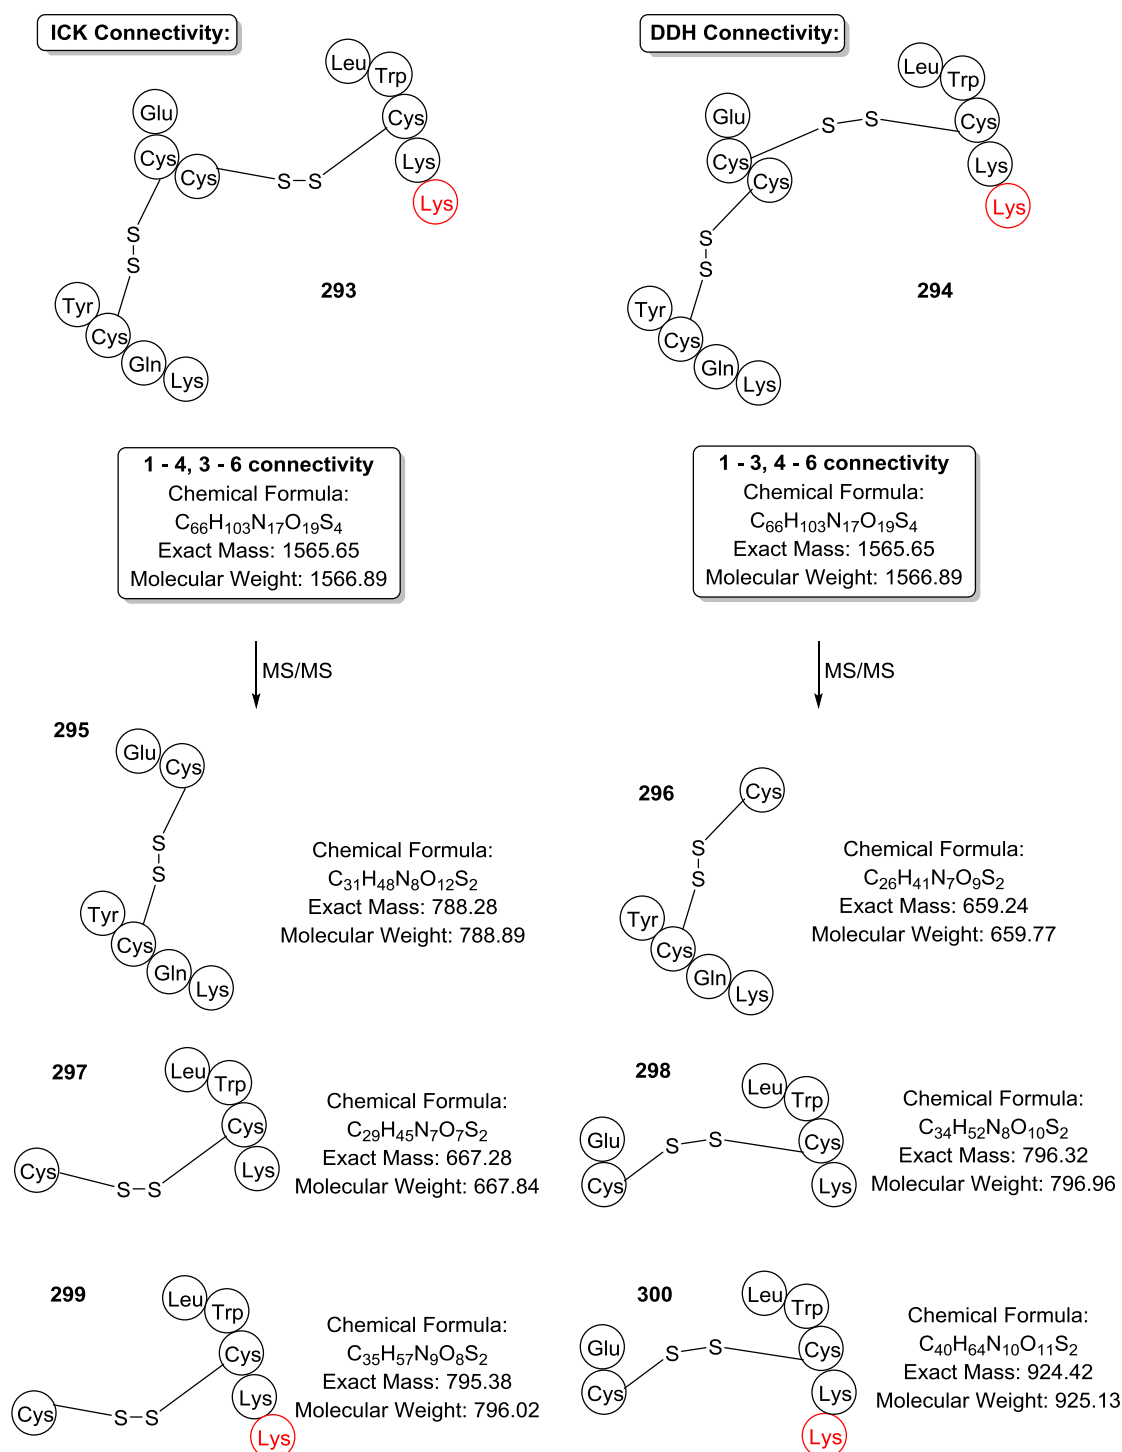 ICK Connectivity:
DDH Connectivity:
Leu
Trp
Glu
Cys
Cys
Cys
Lys
Lys
S–S
S
S
Tyr
Cys
Gln
Lys
293
Leu
Trp
Glu
Cys
Cys
Cys
Lys
Lys
S–S
S
S
Tyr
Cys
Gln
Lys
294
1 - 4, 3 - 6 connectivity
Chemical Formula:
C66H103N17O19S4
Exact Mass: 1565.65
Molecular Weight: 1566.89
1 - 3, 4 - 6 connectivity
Chemical Formula:
C66H103N17O19S4
Exact Mass: 1565.65
Molecular Weight: 1566.89
MS/MS
MS/MS
295
Glu
Cys
S
S
Tyr
Cys
Gln
Lys
Chemical Formula:
C31H48N8O12S2
Exact Mass: 788.28
Molecular Weight: 788.89
296
Cys
S
S
Tyr
Cys
Gln
Lys
Chemical Formula:
C26H41N7O9S2
Exact Mass: 659.24
Molecular Weight: 659.77
297
Leu
Trp
Cys
Lys
Cys
S–S
Chemical Formula:
C29H45N7O7S2
Exact Mass: 667.28
Molecular Weight: 667.84
298
Leu
Trp
Glu
Cys
Cys
Lys
S–S
Chemical Formula:
C34H52N8O10S2
Exact Mass: 796.32
Molecular Weight: 796.96
299
Leu
Trp
Cys
Lys
Lys
Cys
S–S
Chemical Formula:
C35H57N9O8S2
Exact Mass: 795.38
Molecular Weight: 796.02
300
Leu
Trp
Glu
Cys
Cys
Lys
Lys
S–S
Chemical Formula:
C40H64N10O11S2
Exact Mass: 924.42
Molecular Weight: 925.13